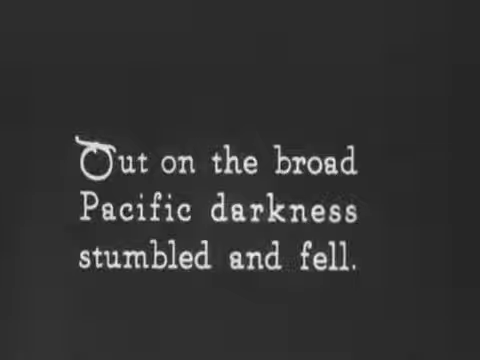 Out on the broad
Pacific darkness
stumbled and fell.